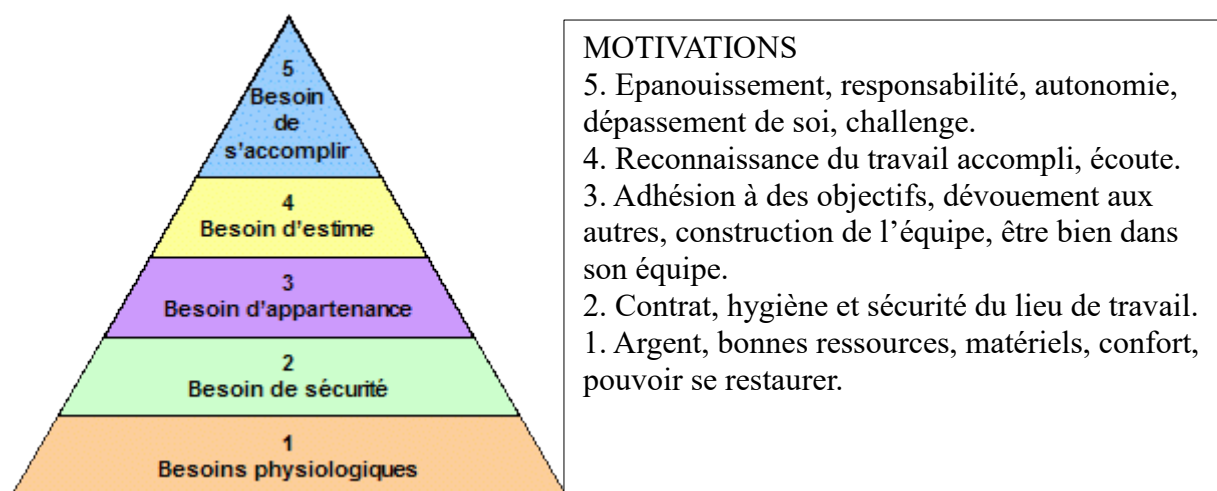 5
Besoin
de
s'accomplir
4
Besoin d'estime
3
Besoin d'appartenance
2
Besoin de sécurité
1
Besoins physiologiques
MOTIVATIONS
5. Epanouissement, responsabilité, autonomie,
dépassement de soi, challenge.
4. Reconnaissance du travail accompli, écoute.
3. Adhésion à des objectifs, dévouement aux
autres, construction de l’équipe, être bien dans
son équipe.
2. Contrat, hygiène et sécurité du lieu de travail.
1. Argent, bonnes ressources, matériels, confort,
pouvoir se restaurer.